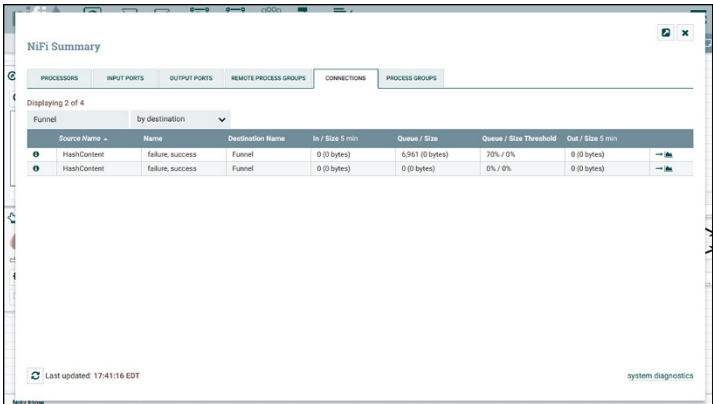 NiFi Summary
PROCESSORS INPUT PORTS OUTPUT PORTS REMOTE PROCESS GROUPS CONNECTIONS PROCESS GROUPS
Displaying 2 of 4
Funnel by destination
Source Name Name Destination Name In / Size 5 min Queue / Size Queue / Size Threshold Out / Size 5 min
HashContent failure, success Funnel 0 (0 bytes) 6,961 (0 bytes) 70% / 0% 0 (0 bytes)
HashContent failure, success Funnel 0 (0 bytes) 0 (0 bytes) 0% / 0% 0 (0 bytes)
Last updated: 17:41:16 EDT system diagnostics
NiFi Flow